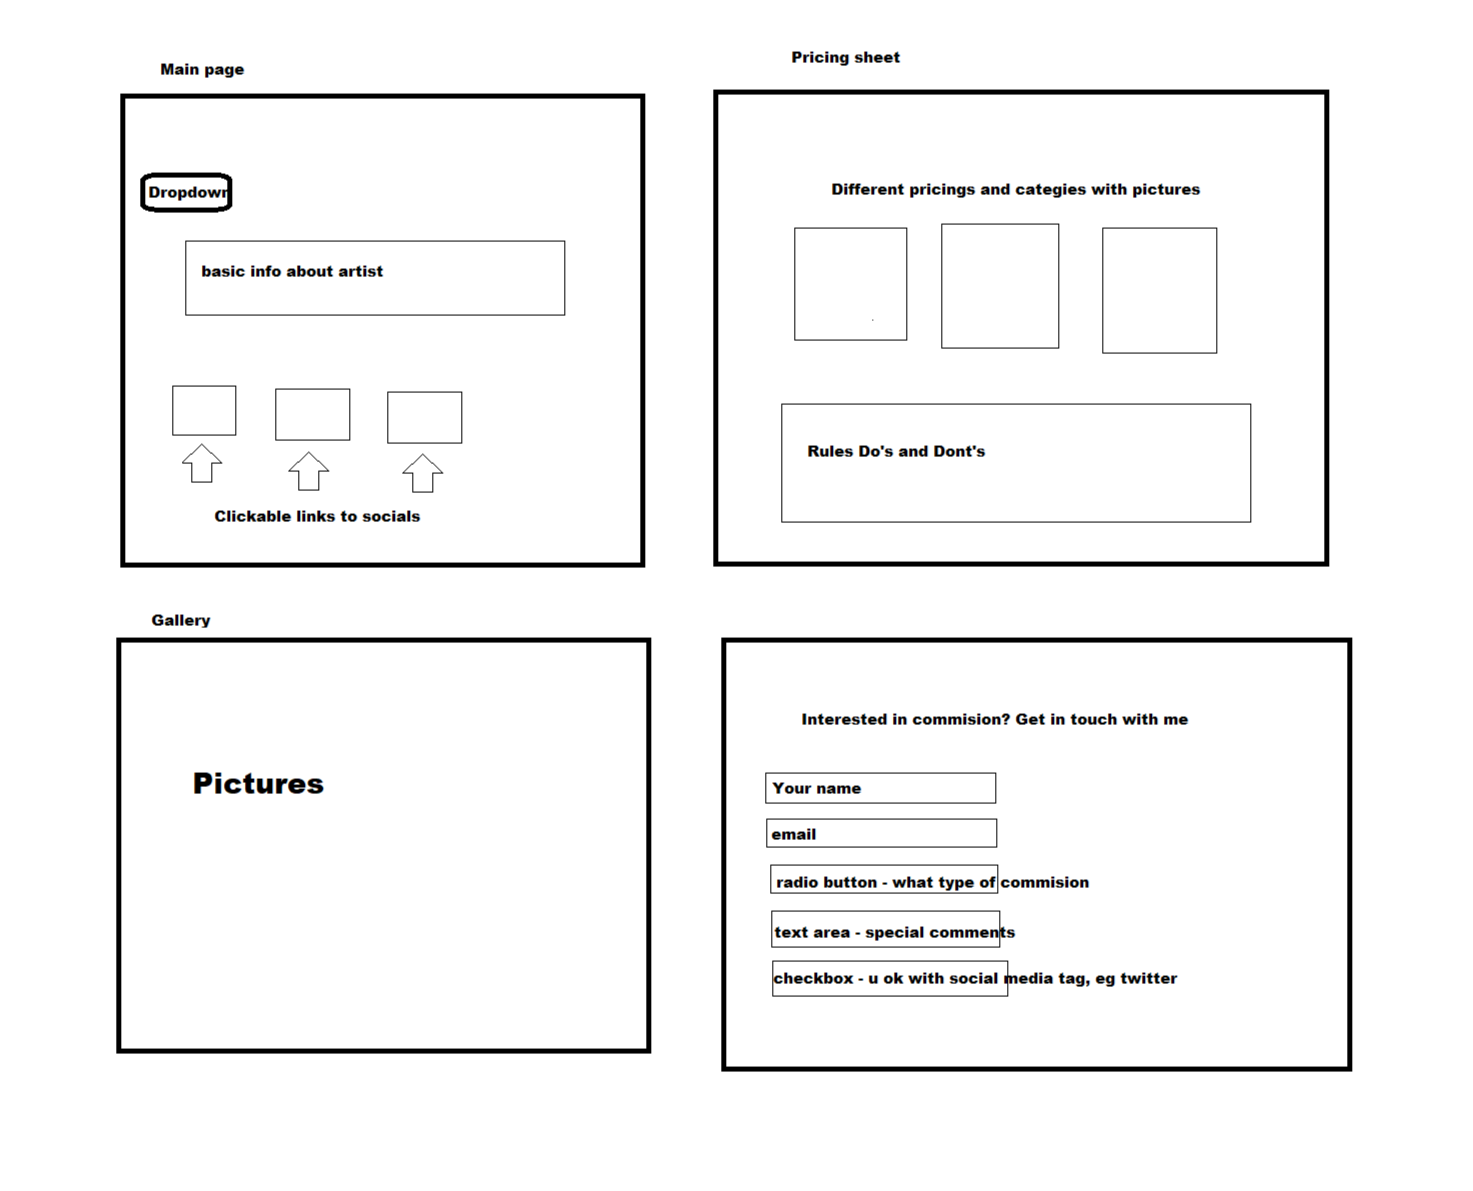 Main page
Dropdown
basic info about artist
Clickable links to socials
Pricing sheet
Different pricings and categies with pictures
Rules Do's and Dont's
Gallery
Pictures
Interested in commision? Get in touch with me
Your name
email
radio button - what type of commision
text area - special comments
checkbox - u ok with social media tag, eg twitter